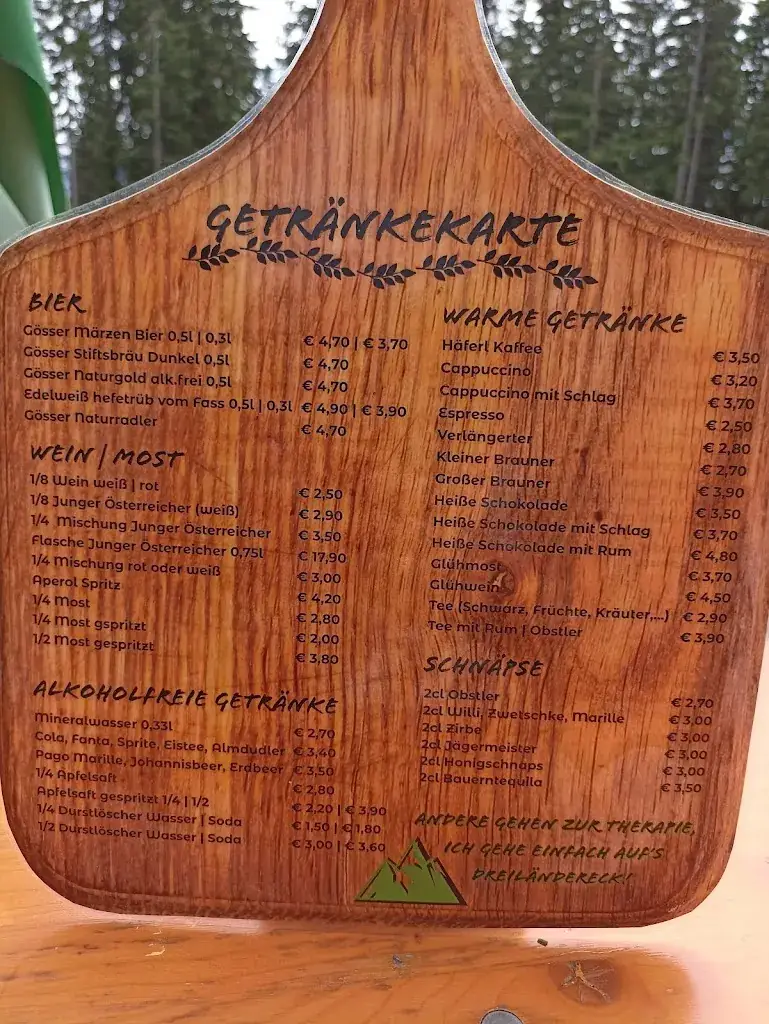 GETRÄNKEKARTE
BIER
Gösser Märzen Bier 0,5l | 0,3l € 4,70 | € 3,70
Gösser Stiftsbräu Dunkel 0,5l € 4,70
Gösser Naturgold alk.frei 0,5l € 4,70
Edelweiß hefetrüb vom Fass 0,5l | 0,3l € 4,90 | € 3,90
Gösser Naturradler € 4,70
WEIN | MOST
1/8 Wein weiß | rot € 2,50
1/8 Junger Österreicher (weiß) € 2,90
1/4 Mischung Junger Österreicher € 3,50
Flasche Junger Österreicher 0,75l € 17,90
1/4 Mischung rot oder weiß € 3,00
Aperol Spritz € 4,20
1/4 Most € 2,80
1/4 Most gspritzt € 2,00
1/2 Most gespritzt € 3,80
ALKOHOLFREIE GETRÄNKE
Mineralwasser 0,33l € 2,70
Cola, Fanta, Sprite, Eistee, Almdudler € 3,40
Pago Marille, Johannisbeer, Erdbeer € 3,50
1/4 Apfelsaft € 2,80
Apfelsaft gespritzt 1/4 | 1/2 € 2,20 | € 3,90
1/4 Durstlöscher Wasser | Soda € 1,50 | € 1,80
1/2 Durstlöscher Wasser | Soda € 3,00 | € 3,60
WARME GETRÄNKE
Häferl Kaffee € 3,50
Cappuccino € 3,20
Cappuccino mit Schlag € 3,70
Espresso € 2,50
Verlängerter € 2,80
Kleiner Brauner € 2,70
Großer Brauner € 3,90
Heiße Schokolade € 3,50
Heiße Schokolade mit Schlag € 3,70
Heiße Schokolade mit Rum € 4,80
Glühmost € 3,70
Glühwein € 4,50
Tee (Schwarz, Früchte, Kräuter,...) € 2,90
Tee mit Rum | Obstler € 3,90
SCHNÄPSE
2cl Obstler € 2,70
2cl Willi, Zwetschke, Marille € 3,00
2cl Zirbe € 3,00
2cl Jägermeister € 3,00
2cl Honigschnaps € 3,00
2cl Bauerntequila € 3,50
ANDERE GEHEN ZUR THERAPIE,
ICH GEHE EINFACH AUF'S
DREILÄNDERECK!